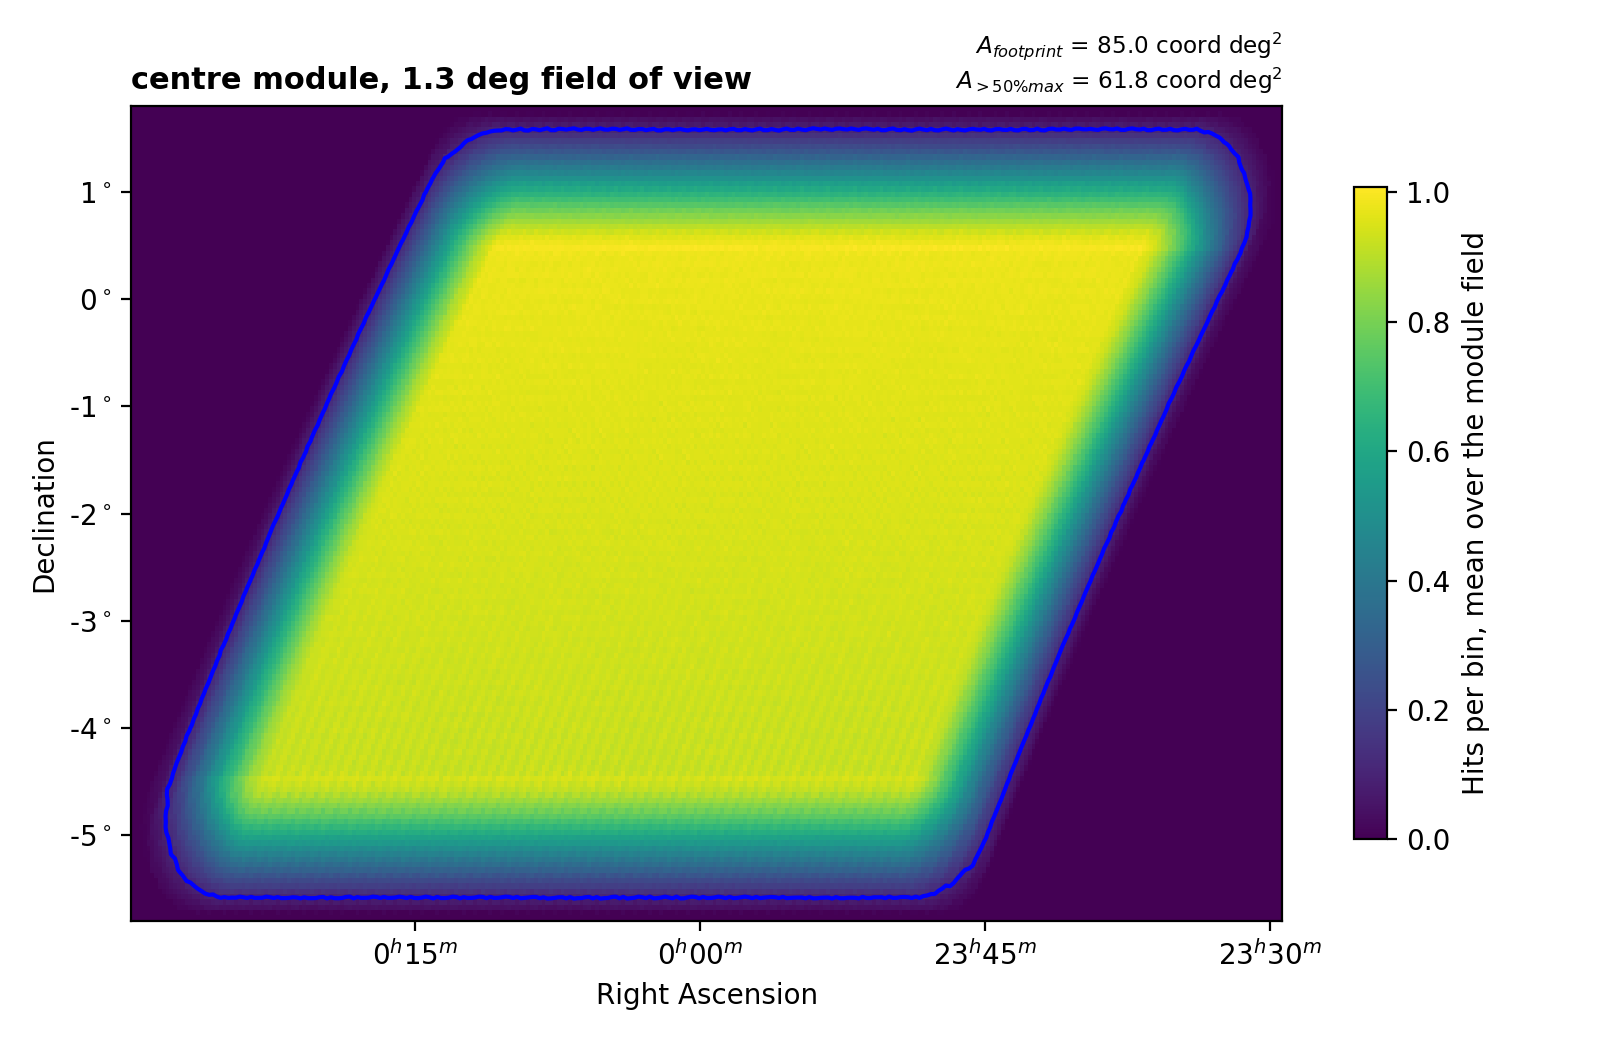 A_footprint = 85.0 coord deg²
centre module, 1.3 deg field of view
A_>50%max = 61.8 coord deg²
1°
0°
-1°
-2°
-3°
-4°
-5°
Declination
0ʰ15ᵐ
0ʰ00ᵐ
23ʰ45ᵐ
23ʰ30ᵐ
Right Ascension
1.0
0.8
0.6
0.4
0.2
0.0
Hits per bin, mean over the module field